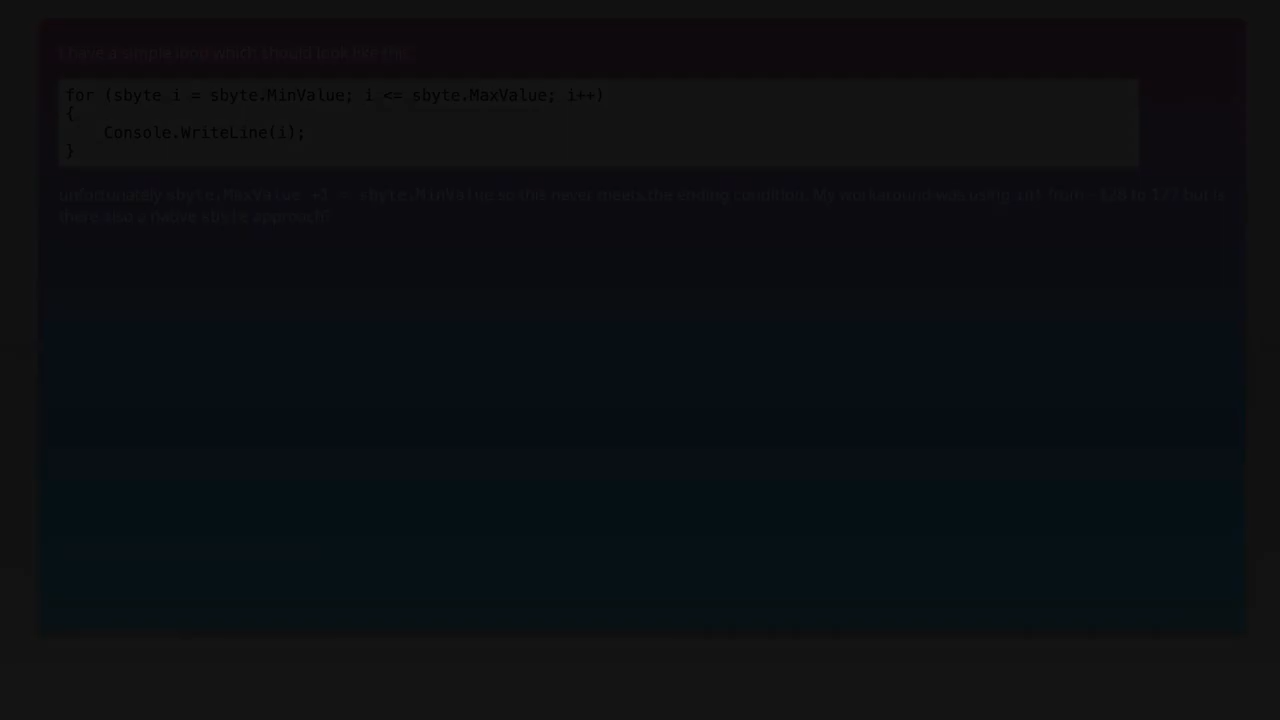 I have a simple loop which should look like this
for (sbyte i = sbyte.MinValue; i <= sbyte.MaxValue; i++)
{
    Console.WriteLine(i);
}
unfortunately sbyte.MaxValue +1 = sbyte.MinValue so this never meets the ending condition. My workaround was using int from -128 to 127 but is
there also a native sbyte approach?